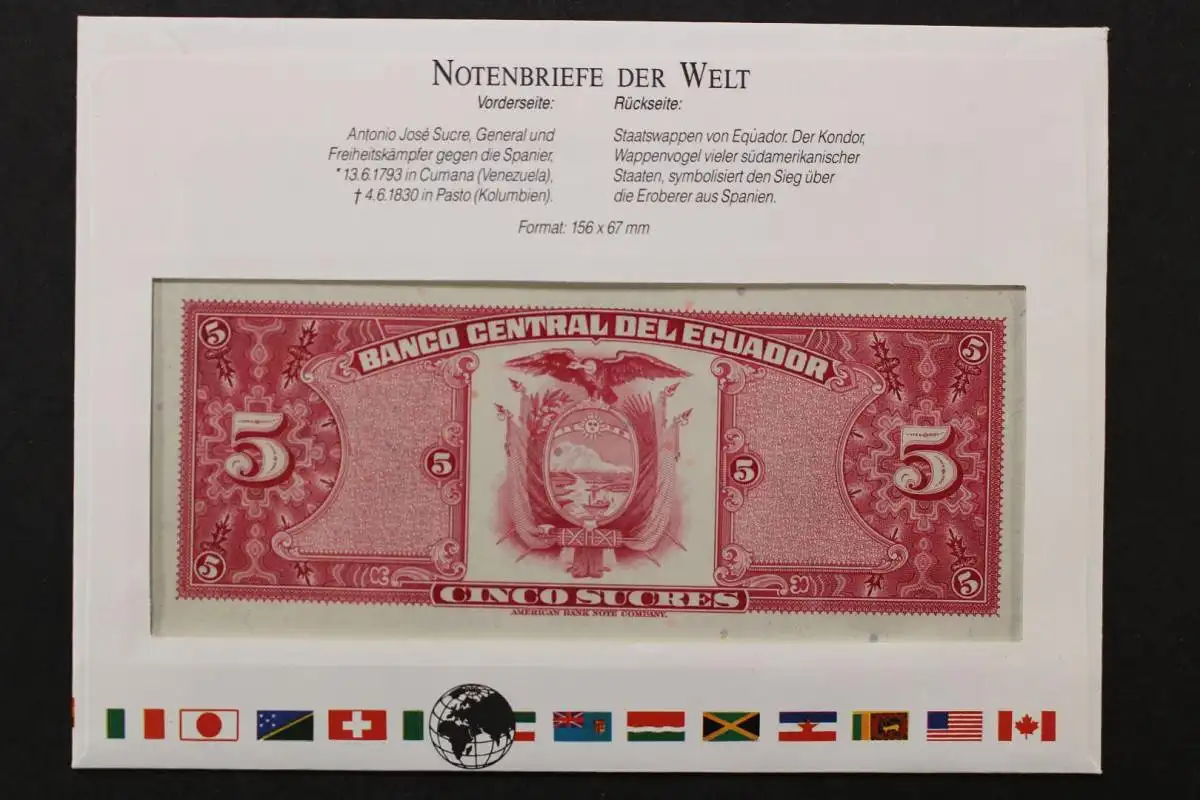 NOTENBRIEFE DER WELT
Vorderseite:
Antonio José Sucre, General und
Freiheitskämpfer gegen die Spanier,
* 13.6.1793 in Cumana (Venezuela),
† 4.6.1830 in Pasto (Kolumbien).
Rückseite:
Staatswappen von Equador. Der Kondor,
Wappenvogel vieler südamerikanischer
Staaten, symbolisiert den Sieg über
die Eroberer aus Spanien.
Format: 156 x 67 mm
BANCO CENTRAL DEL ECUADOR
5
5
5
5
5
5
5
5
CINCO SUCRES
AMERICAN BANK NOTE COMPANY.